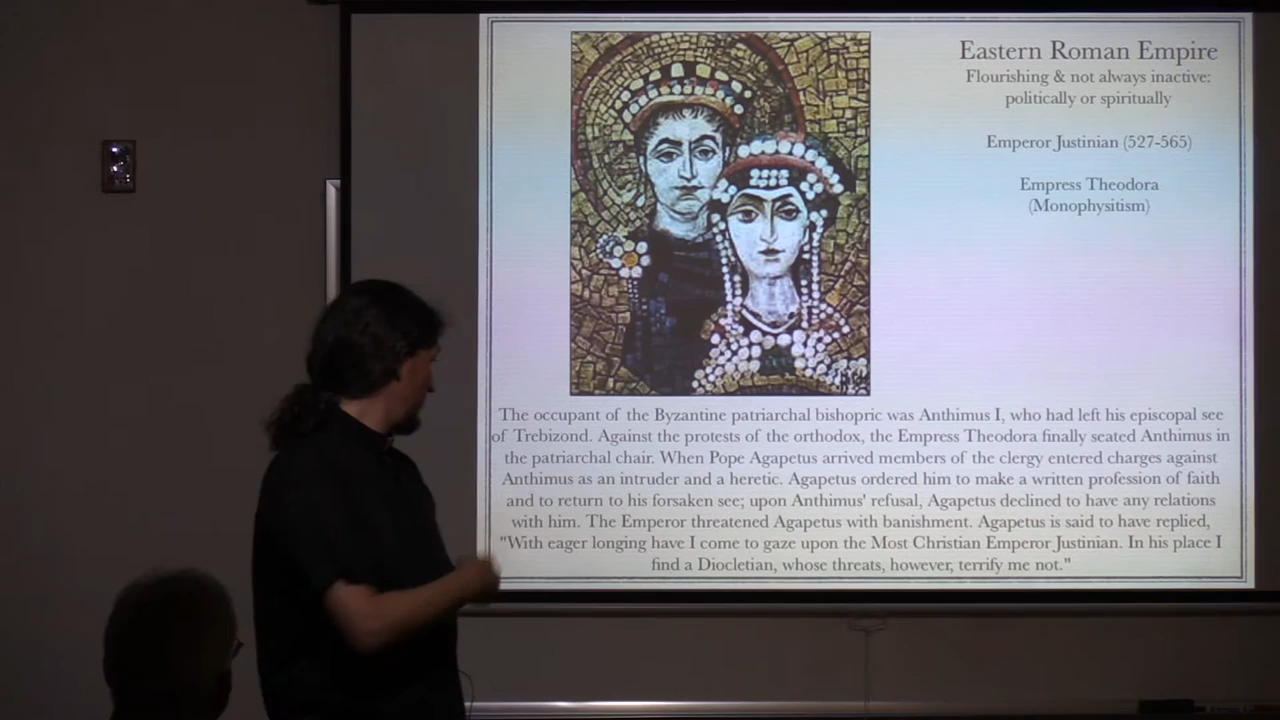 Eastern Roman Empire
Flourishing & not always inactive:
politically or spiritually
Emperor Justinian (527-565)
Empress Theodora
(Monophysitism)
The occupant of the Byzantine patriarchal bishopric was Anthimus I, who had left his episcopal see
of Trebizond. Against the protests of the orthodox, the Empress Theodora finally seated Anthimus in
the patriarchal chair. When Pope Agapetus arrived members of the clergy entered charges against
Anthimus as an intruder and a heretic. Agapetus ordered him to make a written profession of faith
and to return to his forsaken see; upon Anthimus' refusal, Agapetus declined to have any relations
with him. The Emperor threatened Agapetus with banishment. Agapetus is said to have replied,
"With eager longing have I come to gaze upon the Most Christian Emperor Justinian. In his place I
find a Diocletian, whose threats, however, terrify me not."